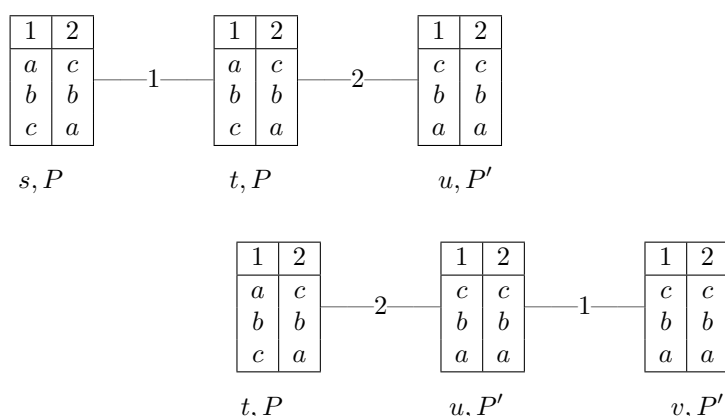 1 2 1 2 1 2
a c a c c c
b b 1 b b 2 b b
c a c a a a
s, P t, P u, P′
1 2 1 2 1 2
a c c c c c
b b 2 b b 1 b b
c a a a a a
t, P u, P′ v, P′